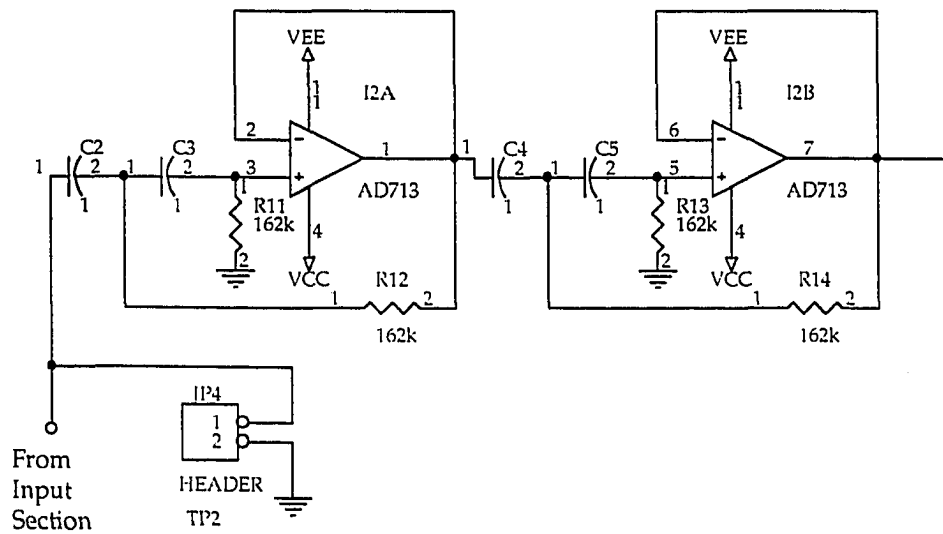 VEE
VEE
1
1
I2A
1
1
I2B
2
1
6
7
1 C2 2 1 C3 2 3
1 C4 2 1 C5 2 5
AD713
AD713
1
1
1
R11
162k
2
4
1
1
1
R13
162k
2
4
VCC
VCC
1 R12 2
162k
1 R14 2
162k
JP4
1
2
HEADER
TP2
From
Input
Section